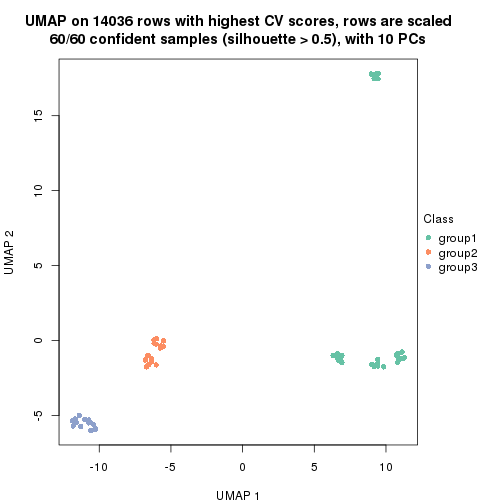 UMAP on 14036 rows with highest CV scores, rows are scaled
60/60 confident samples (silhouette > 0.5), with 10 PCs
15
10
5
0
-5
UMAP 2
-10
-5
0
5
10
UMAP 1
Class
group1
group2
group3